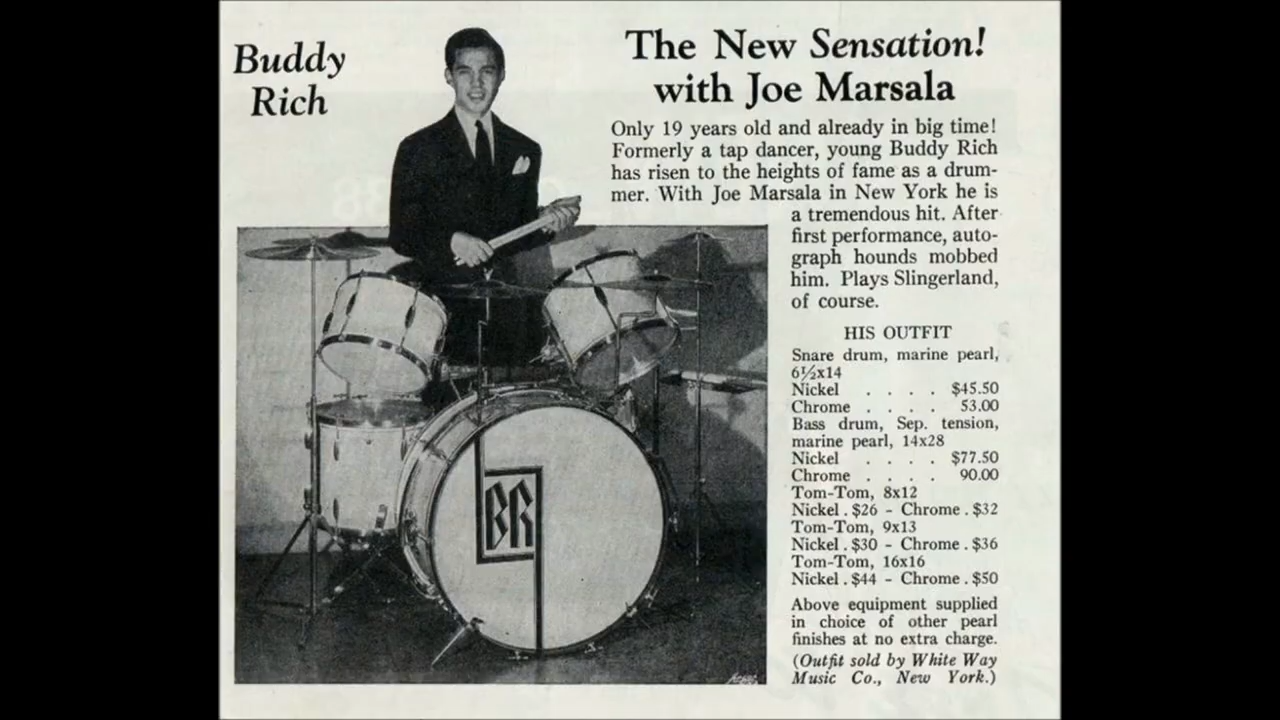 Buddy
Rich
The New Sensation!
with Joe Marsala
Only 19 years old and already in big time!
Formerly a tap dancer, young Buddy Rich
has risen to the heights of fame as a drum-
mer. With Joe Marsala in New York he is
a tremendous hit. After
first performance, auto-
graph hounds mobbed
him. Plays Slingerland,
of course.
HIS OUTFIT
Snare drum, marine pearl,
6½x14
Nickel . . . . $45.50
Chrome . . . . 53.00
Bass drum, Sep. tension,
marine pearl, 14x28
Nickel . . . . $77.50
Chrome . . . . 90.00
Tom-Tom, 8x12
Nickel . $26 - Chrome . $32
Tom-Tom, 9x13
Nickel . $30 - Chrome . $36
Tom-Tom, 16x16
Nickel . $44 - Chrome . $50
Above equipment supplied
in choice of other pearl
finishes at no extra charge.
(Outfit sold by White Way
Music Co., New York.)
BR